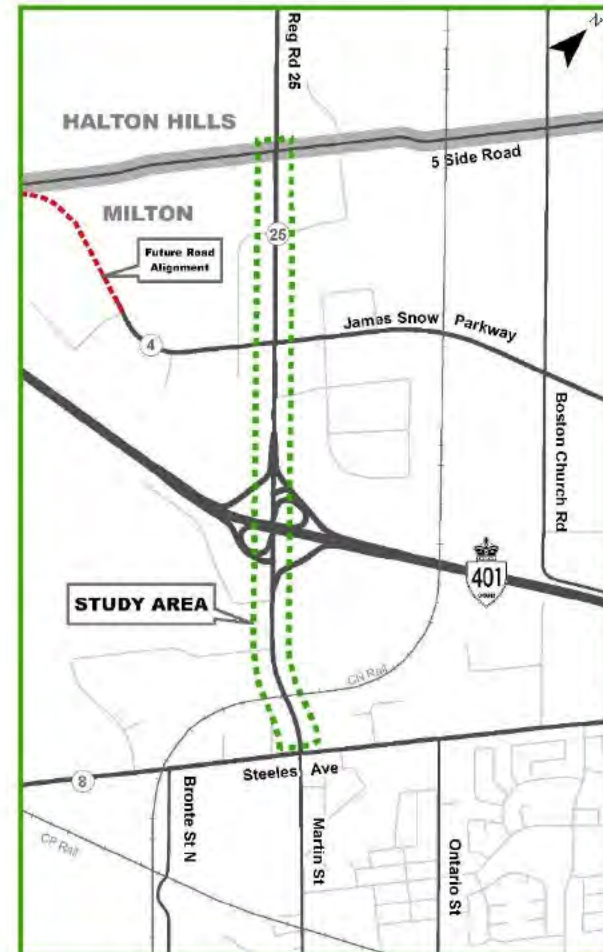 Reg Rd 25
N
HALTON HILLS
5 Side Road
MILTON
25
Future Road
Alignment
James Snow Parkway
4
Boston Church Rd
401
STUDY AREA
CN Rail
Steeles Ave
8
Bronte St N
Martin St
Ontario St
CP Rail